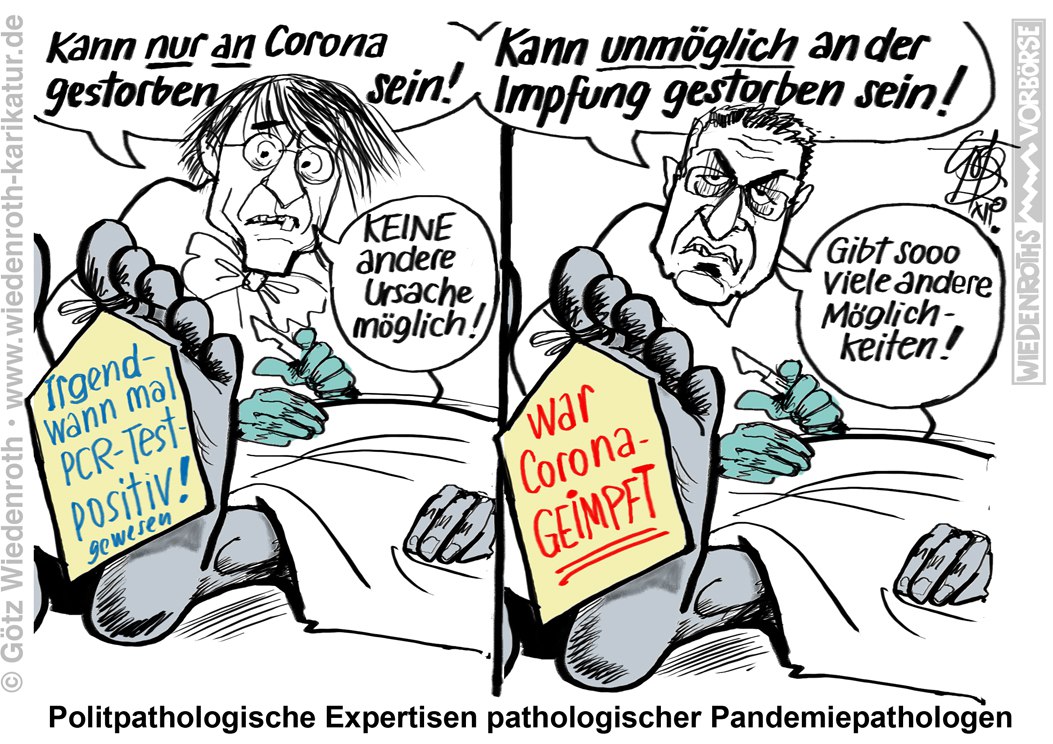 Kann nur an Corona
gestorben sein!
KEINE
andere
Ursache
möglich!
Irgend-
wann mal
PCR-Test-
positiv!
gewesen
Kann unmöglich an der
Impfung gestorben sein!
Gibt sooo
viele andere
Möglich-
keiten!
War
Corona-
GEIMPFT
Politpathologische Expertisen pathologischer Pandemiepathologen
© Götz Wiedenroth · www.wiedenroth-karikatur.de
WIEDENROTHS VORBÖRSE